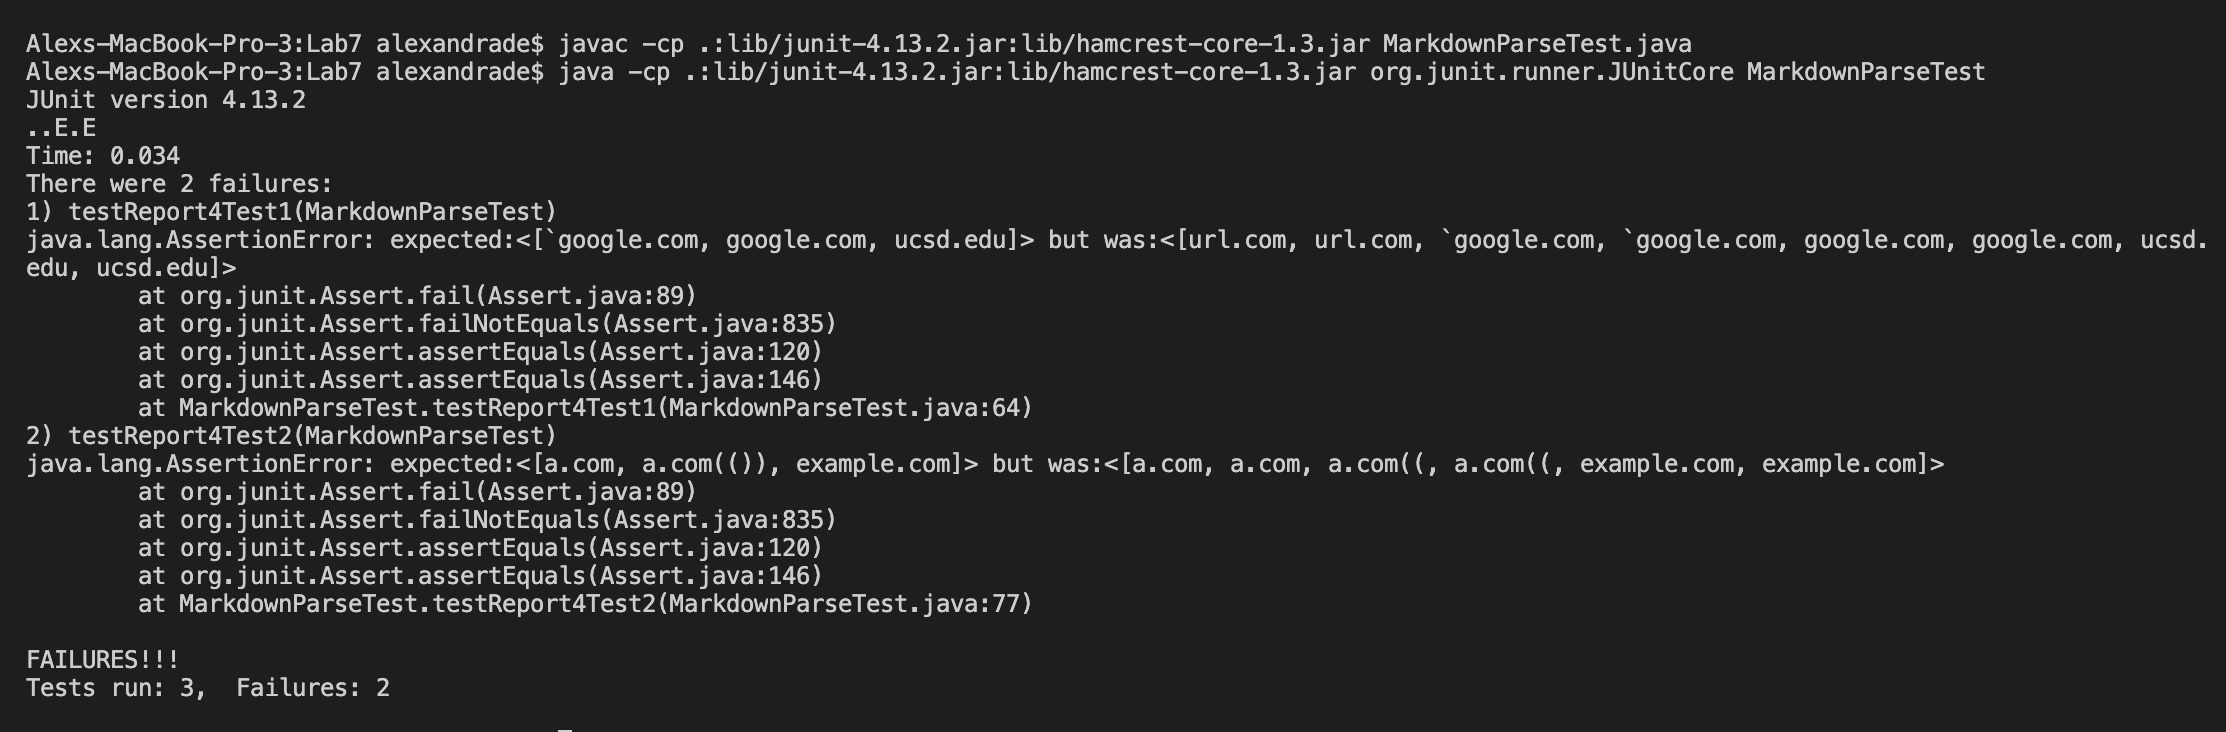 Alexs-MacBook-Pro-3:Lab7 alexandrade$ javac -cp .:lib/junit-4.13.2.jar:lib/hamcrest-core-1.3.jar MarkdownParseTest.java
Alexs-MacBook-Pro-3:Lab7 alexandrade$ java -cp .:lib/junit-4.13.2.jar:lib/hamcrest-core-1.3.jar org.junit.runner.JUnitCore MarkdownParseTest
JUnit version 4.13.2
..E.E
Time: 0.034
There were 2 failures:
1) testReport4Test1(MarkdownParseTest)
java.lang.AssertionError: expected:<[`google.com, google.com, ucsd.edu]> but was:<[url.com, url.com, `google.com, `google.com, google.com, google.com, ucsd.
edu, ucsd.edu]>
        at org.junit.Assert.fail(Assert.java:89)
        at org.junit.Assert.failNotEquals(Assert.java:835)
        at org.junit.Assert.assertEquals(Assert.java:120)
        at org.junit.Assert.assertEquals(Assert.java:146)
        at MarkdownParseTest.testReport4Test1(MarkdownParseTest.java:64)
2) testReport4Test2(MarkdownParseTest)
java.lang.AssertionError: expected:<[a.com, a.com(()), example.com]> but was:<[a.com, a.com, a.com((, a.com((, example.com, example.com]>
        at org.junit.Assert.fail(Assert.java:89)
        at org.junit.Assert.failNotEquals(Assert.java:835)
        at org.junit.Assert.assertEquals(Assert.java:120)
        at org.junit.Assert.assertEquals(Assert.java:146)
        at MarkdownParseTest.testReport4Test2(MarkdownParseTest.java:77)

FAILURES!!!
Tests run: 3,  Failures: 2